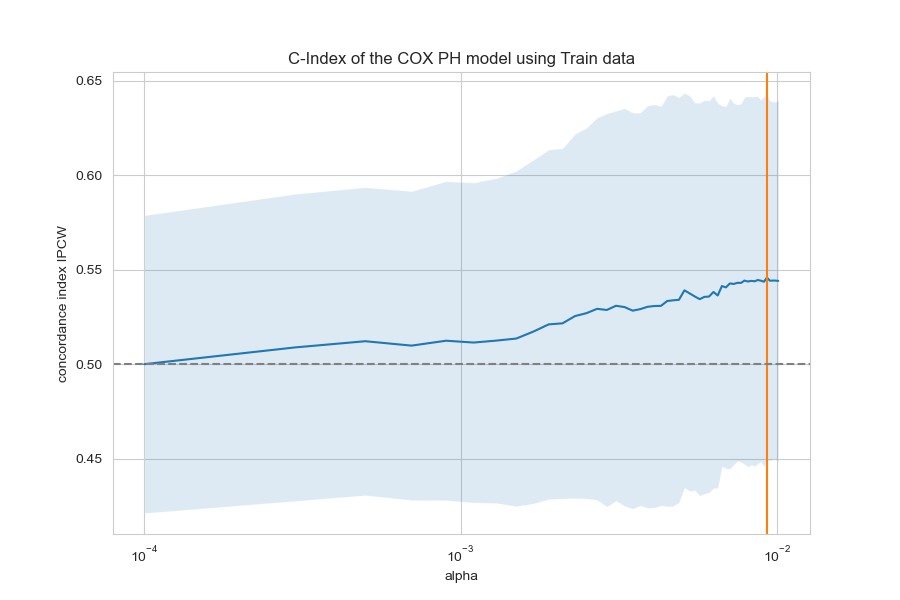 C-Index of the COX PH model using Train data
concordance index IPCW
0.65
0.60
0.55
0.50
0.45
10⁻⁴
10⁻³
10⁻²
alpha